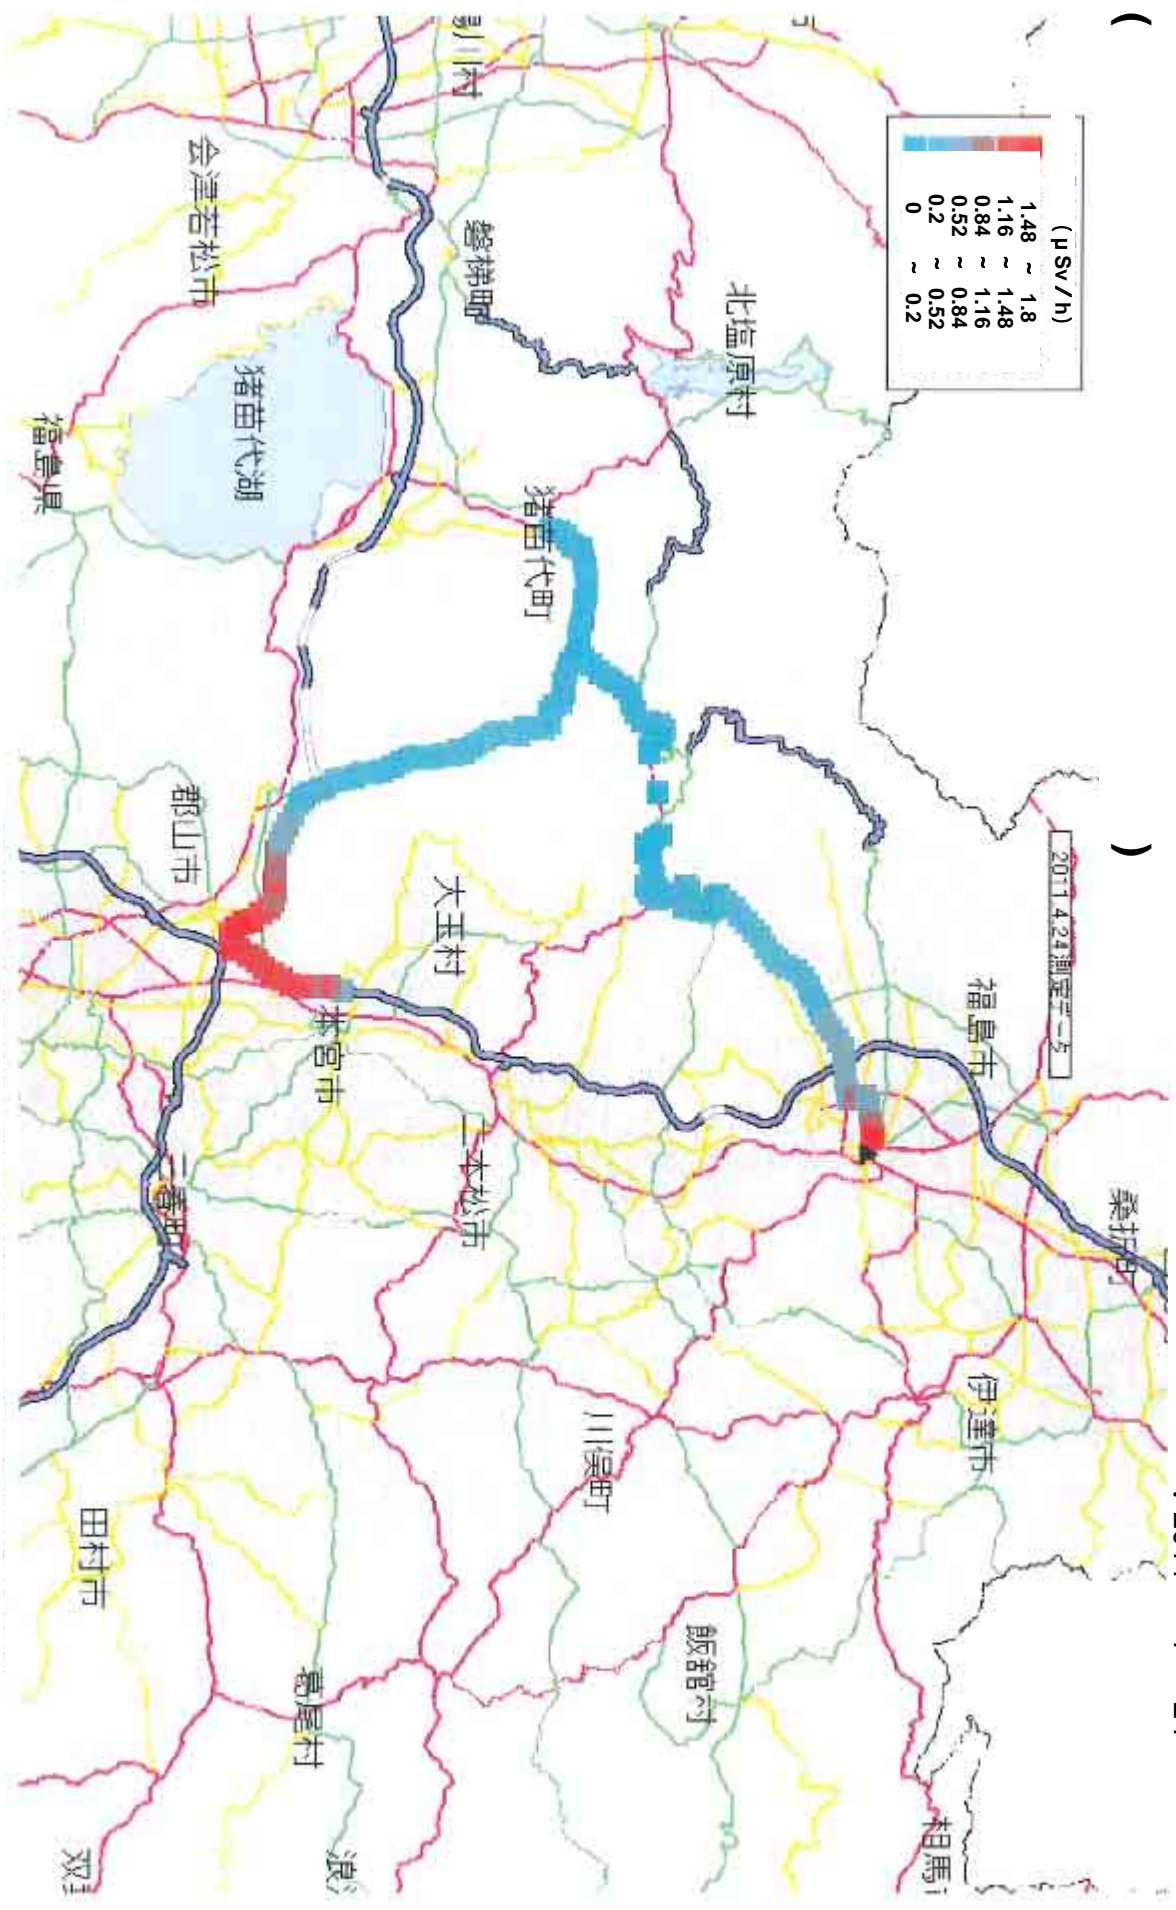 (
)
(μSv/h)
1.48 ~ 1.8
1.16 ~ 1.48
0.84 ~ 1.16
0.52 ~ 0.84
0.2 ~ 0.52
0 ~ 0.2
2011.4.24測定データ
桑折町
福島市
伊達市
相馬
北塩原村
飯舘村
川俣町
猪苗代町
磐梯町
湯川村
大玉村
二本松市
本宮市
葛尾村
浪
猪苗代湖
会津若松市
郡山市
三春町
田村市
双
福島県